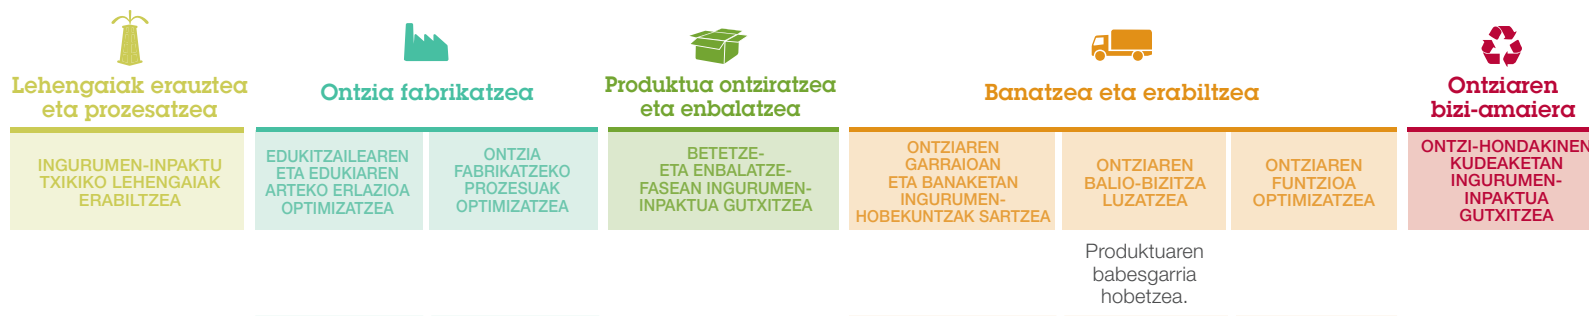 Lehengaiak erauztea
eta prozesatzea
Ontzia fabrikatzea
Produktua ontziratzea
eta enbalatzea
Banatzea eta erabiltzea
Ontziaren
bizi-amaiera
INGURUMEN-INPAKTU
TXIKIKO LEHENGAIAK
ERABILTZEA
EDUKITZAILEAREN
ETA EDUKIAREN
ARTEKO ERLAZIOA
OPTIMIZATZEA
ONTZIA
FABRIKATZEKO
PROZESUAK
OPTIMIZATZEA
BETETZE-
ETA ENBALATZE-
FASEAN INGURUMEN-
INPAKTUA GUTXITZEA
ONTZIAREN
GARRAIOAN
ETA BANAKETAN
INGURUMEN-
HOBEKUNTZAK SARTZEA
ONTZIAREN
BALIO-BIZITZA
LUZATZEA
ONTZIAREN
FUNTZIOA
OPTIMIZATZEA
ONTZI-HONDAKINEN
KUDEAKETAN
INGURUMEN-
INPAKTUA
GUTXITZEA
Produktuaren
babesgarria
hobetzea.